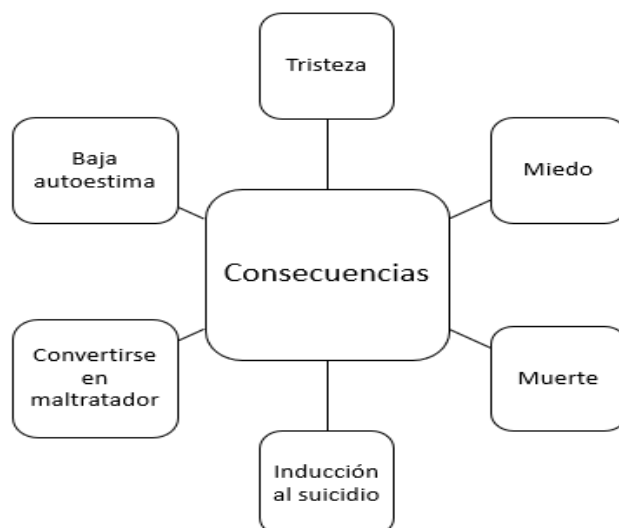 Tristeza
Baja
autoestima
Miedo
Consecuencias
Convertirse
en
maltratador
Muerte
Inducción
al suicidio